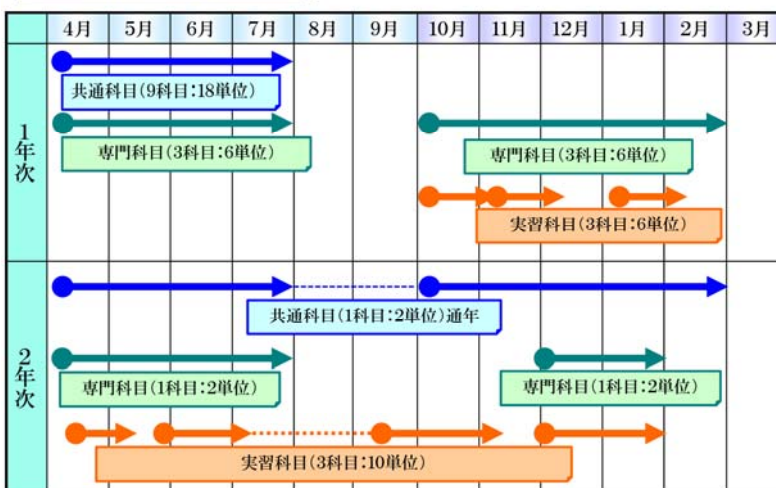 4月 5月 6月 7月 8月 9月 10月 11月 12月 1月 2月 3月
1年次
共通科目(9科目:18単位)
専門科目(3科目:6単位)
専門科目(3科目:6単位)
実習科目(3科目:6単位)
2年次
共通科目(1科目:2単位)通年
専門科目(1科目:2単位)
専門科目(1科目:2単位)
実習科目(3科目:10単位)